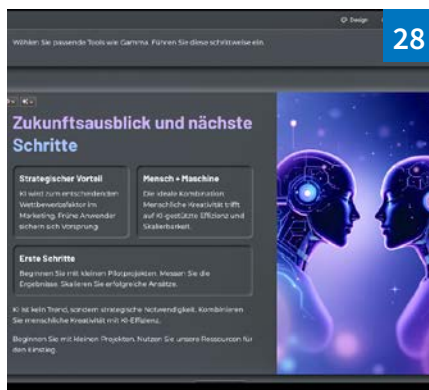 Design
28
Wählen Sie passende Tools wie Gamma. Führen Sie diese schrittweise ein.
Zukunftsausblick und nächste
Schritte
Strategischer Vorteil
KI wird zum entscheidenden
Wettbewerbsfaktor im
Marketing. Frühe Anwender
sichern sich Vorsprung.
Mensch + Maschine
Die ideale Kombination:
Menschliche Kreativität trifft
auf KI-gestützte Effizienz und
Skalierbarkeit.
Erste Schritte
Beginnen Sie mit kleinen Pilotprojekten. Messen Sie die
Ergebnisse. Skalieren Sie erfolgreiche Ansätze.
KI ist kein Trend, sondern strategische Notwendigkeit. Kombinieren
Sie menschliche Kreativität mit KI-Effizienz.
Beginnen Sie mit kleinen Projekten. Nutzen Sie unsere Ressourcen für
den Einstieg.